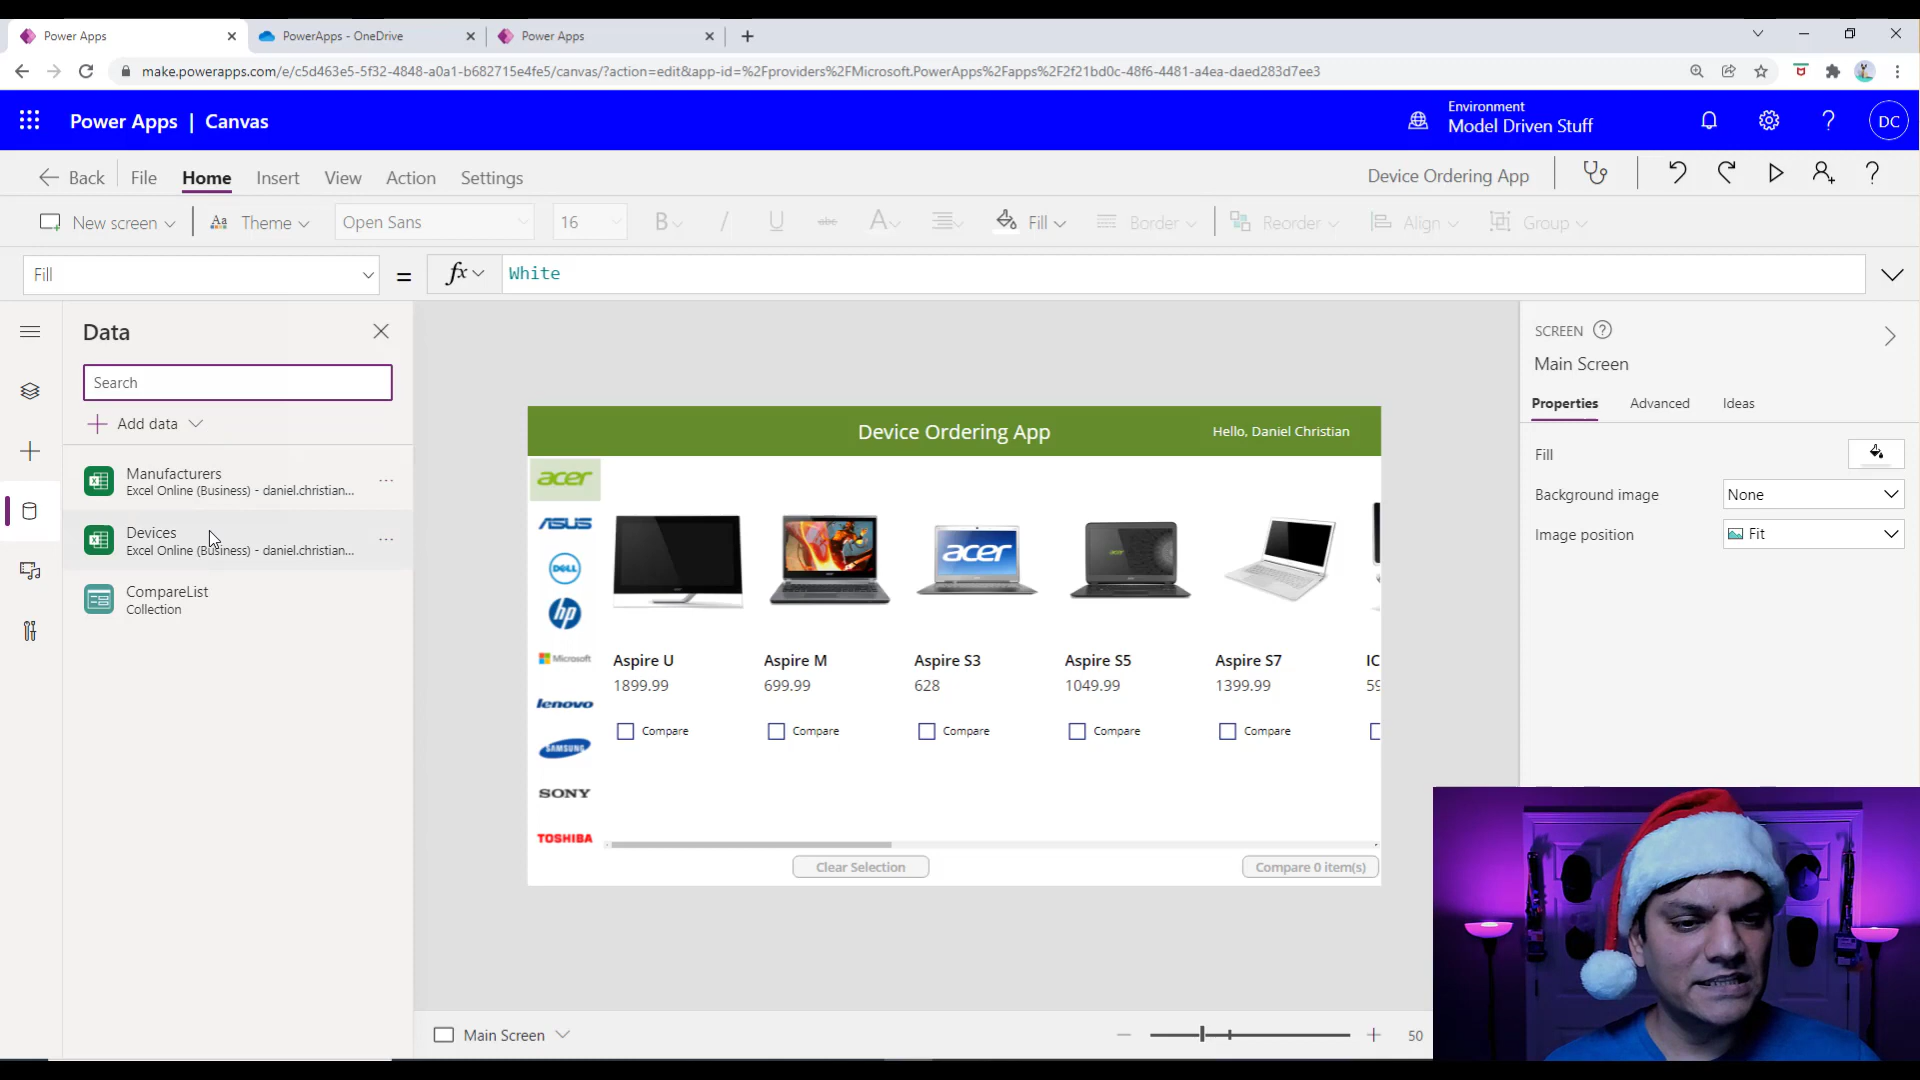 Power Apps
PowerApps - OneDrive
Power Apps
make.powerapps.com/e/c5d463e5-5f32-4848-a0a1-b682715e4fe5/canvas/?action=edit&app-id=%2Fproviders%2FMicrosoft.PowerApps%2Fapps%2F2f21bd0c-48f6-4481-a4ea-daed283d7ee3
Power Apps | Canvas
Environment
Model Driven Stuff
DC
Back File Home Insert View Action Settings
Device Ordering App
New screen Theme Open Sans 16 B I U abc A Fill Border Reorder Align Group
Fill = fx White
Data
Search
Add data
Manufacturers
Excel Online (Business) - daniel.christian...
Devices
Excel Online (Business) - daniel.christian...
CompareList
Collection
Device Ordering App
Hello, Daniel Christian
acer
ASUS
DELL
hp
Microsoft
lenovo
SAMSUNG
SONY
TOSHIBA
acer
Aspire U Aspire M Aspire S3 Aspire S5 Aspire S7 IC
1899.99 699.99 628 1049.99 1399.99 59
Compare Compare Compare Compare Compare
Clear Selection
Compare 0 item(s)
SCREEN
Main Screen
Properties Advanced Ideas
Fill
Background image None
Image position Fit
Main Screen
50